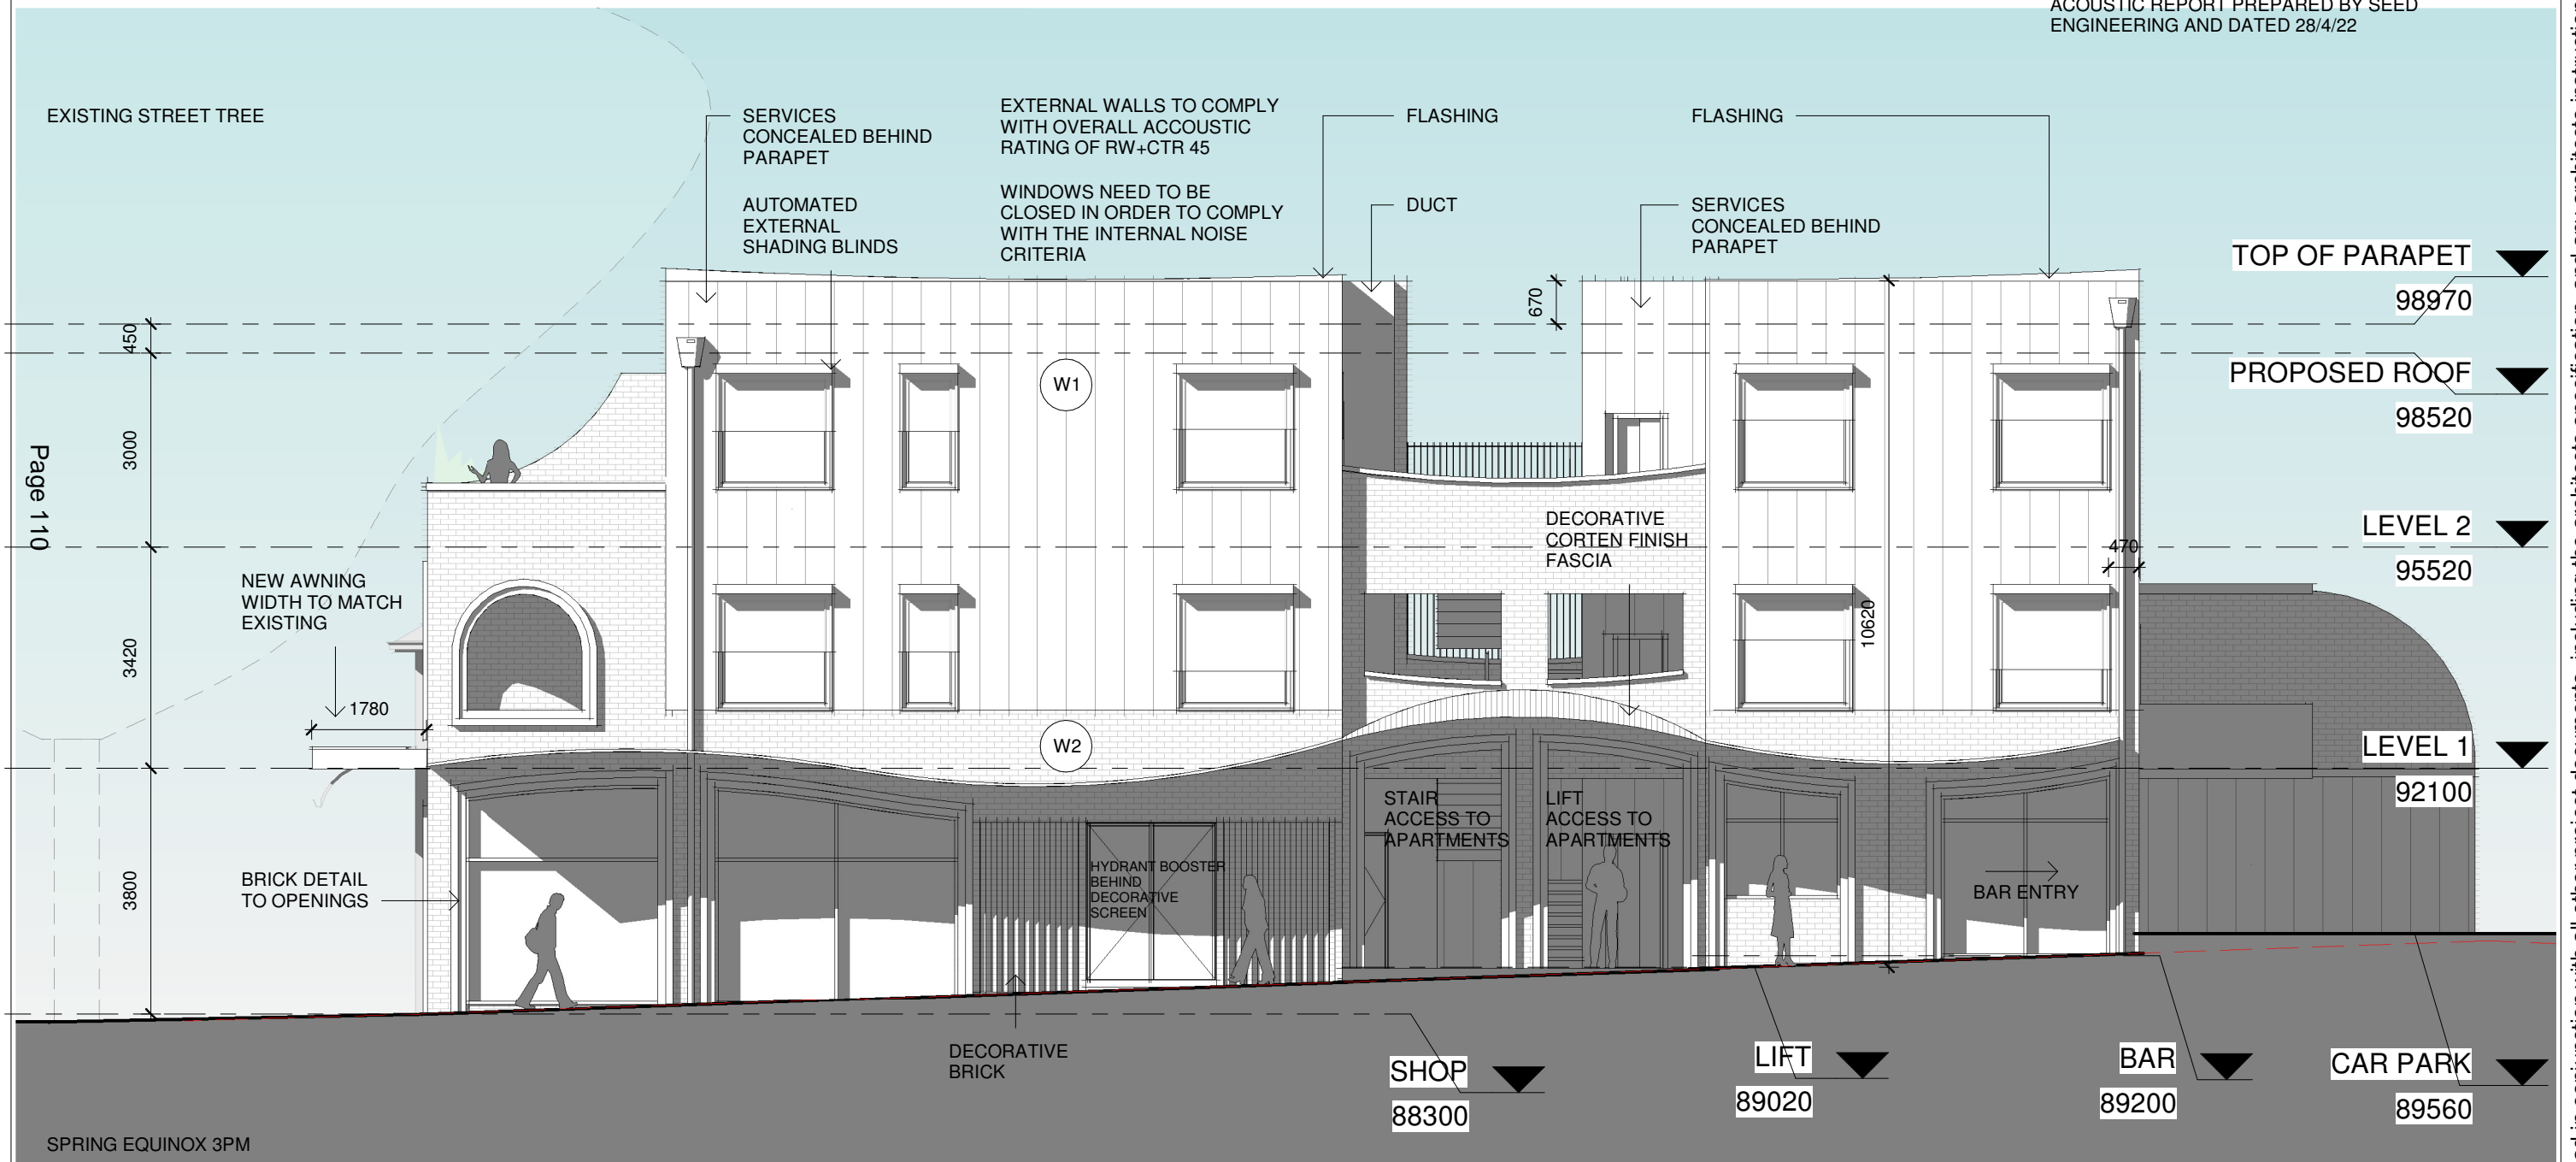 ACOUSTIC REPORT PREPARED BY SEED
ENGINEERING AND DATED 28/4/22
EXISTING STREET TREE
SERVICES
CONCEALED BEHIND
PARAPET
AUTOMATED
EXTERNAL
SHADING BLINDS
EXTERNAL WALLS TO COMPLY
WITH OVERALL ACCOUSTIC
RATING OF RW+CTR 45
WINDOWS NEED TO BE
CLOSED IN ORDER TO COMPLY
WITH THE INTERNAL NOISE
CRITERIA
FLASHING
DUCT
FLASHING
SERVICES
CONCEALED BEHIND
PARAPET
TOP OF PARAPET
98970
PROPOSED ROOF
98520
LEVEL 2
95520
LEVEL 1
92100
450
3000
3420
3800
Page 110
670
W1
470
10620
DECORATIVE
CORTEN FINISH
FASCIA
NEW AWNING
WIDTH TO MATCH
EXISTING
1780
W2
STAIR
ACCESS TO
APARTMENTS
LIFT
ACCESS TO
APARTMENTS
BRICK DETAIL
TO OPENINGS
HYDRANT BOOSTER
BEHIND
DECORATIVE
SCREEN
BAR ENTRY
DECORATIVE
BRICK
SHOP
88300
LIFT
89020
BAR
89200
CAR PARK
89560
SPRING EQUINOX 3PM